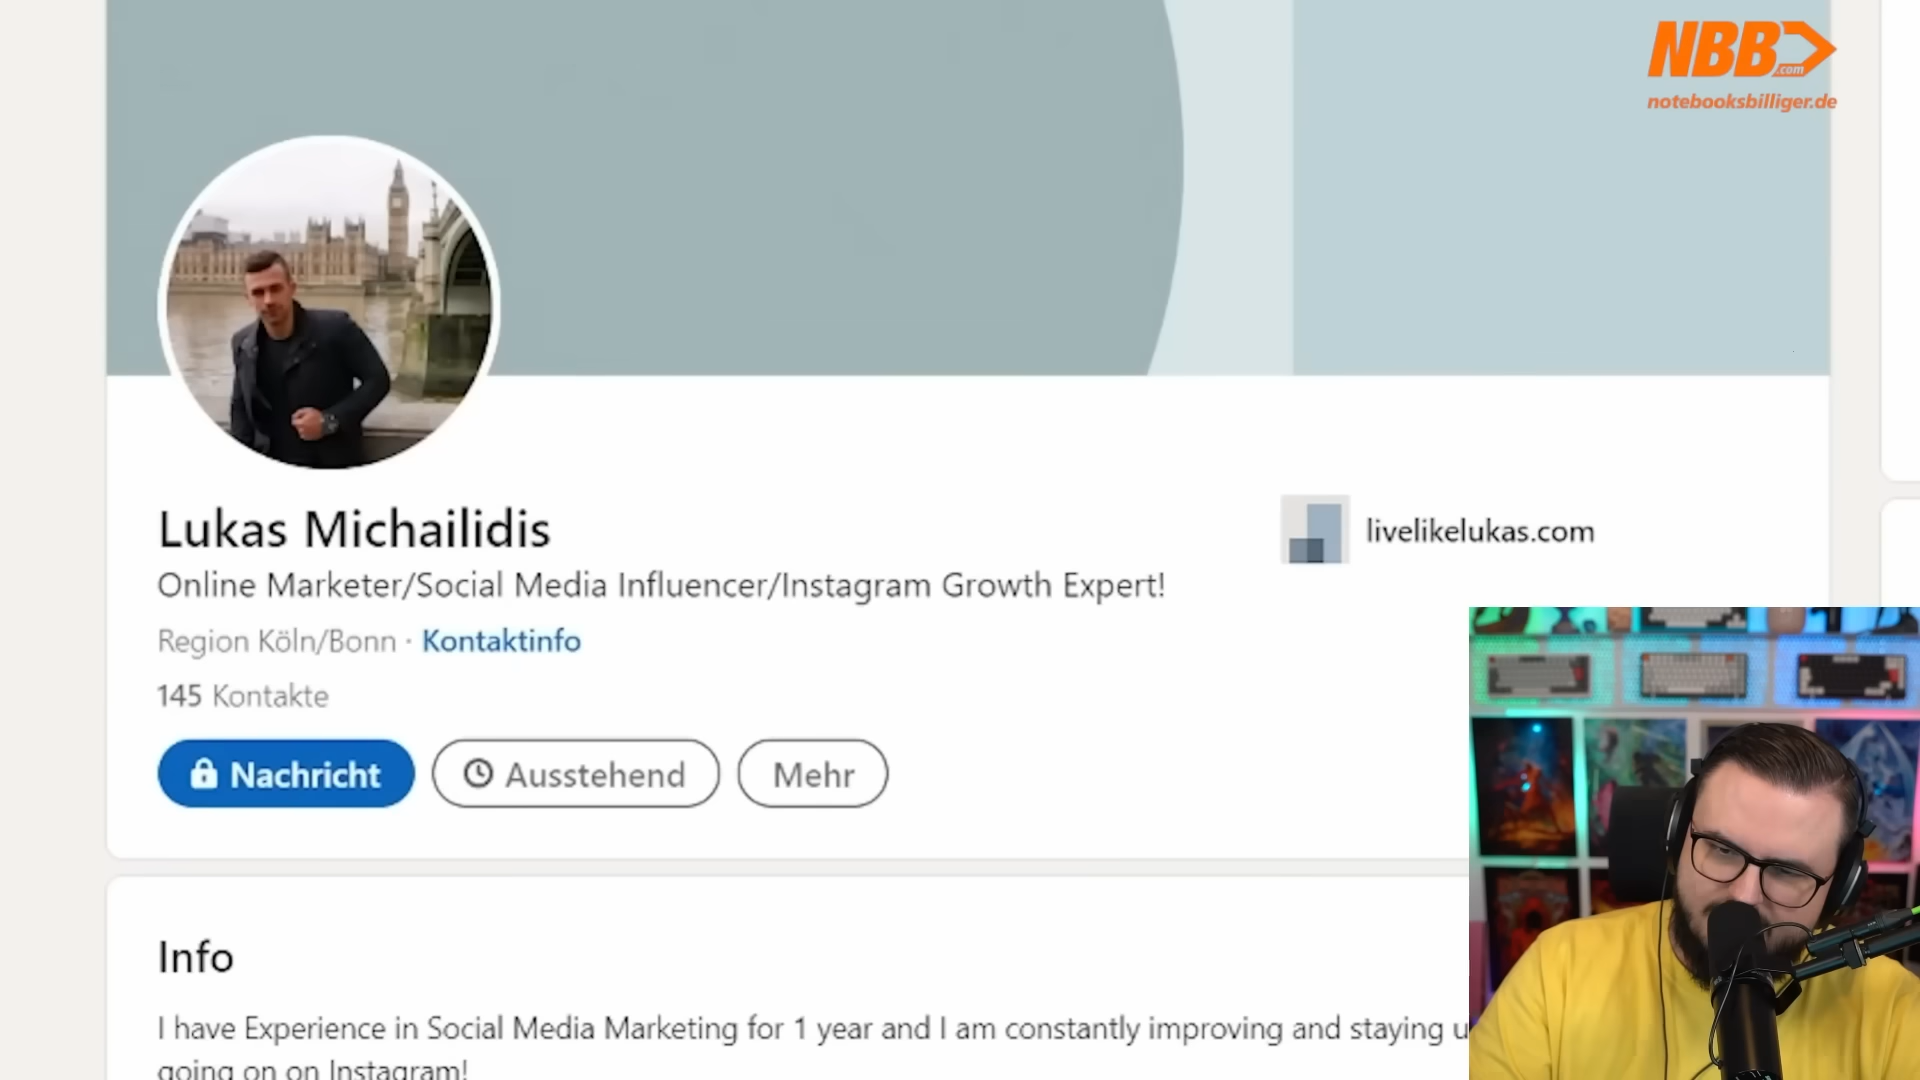 NBB.com
notebooksbilliger.de
Lukas Michailidis
livelikelukas.com
Online Marketer/Social Media Influencer/Instagram Growth Expert!
Region Köln/Bonn · Kontaktinfo
145 Kontakte
Nachricht
Ausstehend
Mehr
Info
I have Experience in Social Media Marketing for 1 year and I am constantly improving and staying u
going on on Instagram!